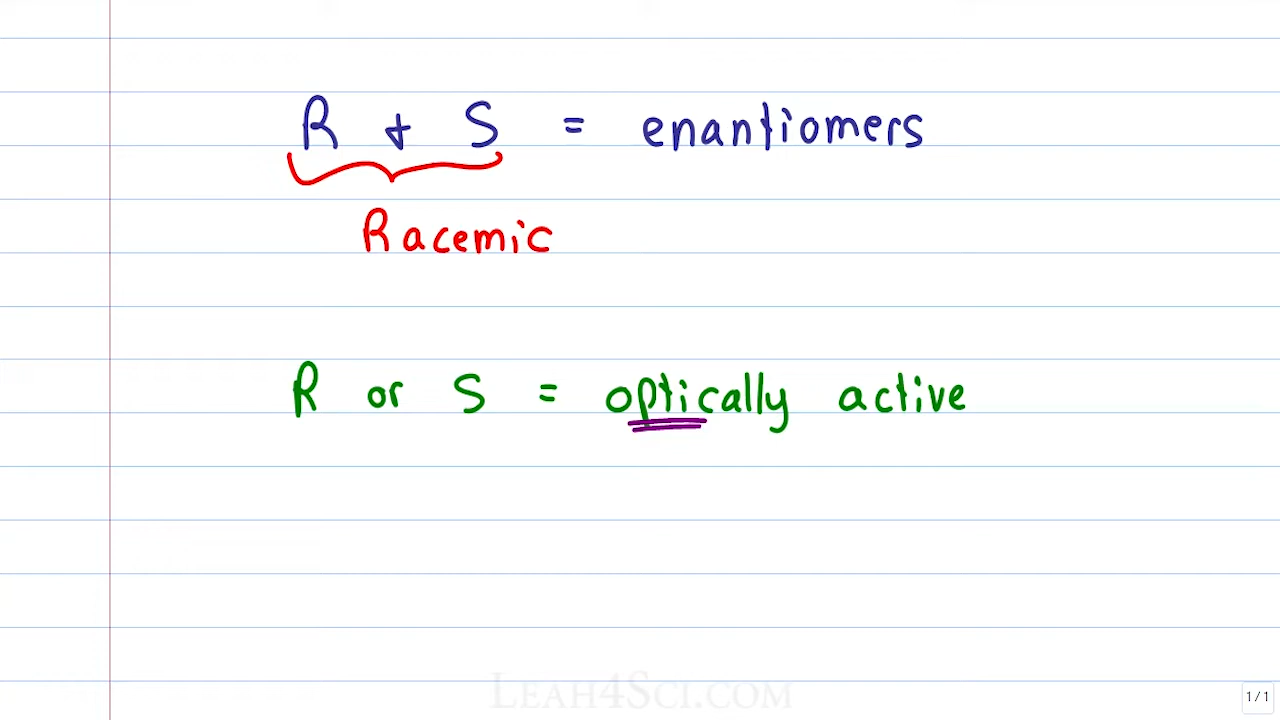 R & S = enantiomers
Racemic
R or S = optically active
LEAH4SCI.COM
1/1